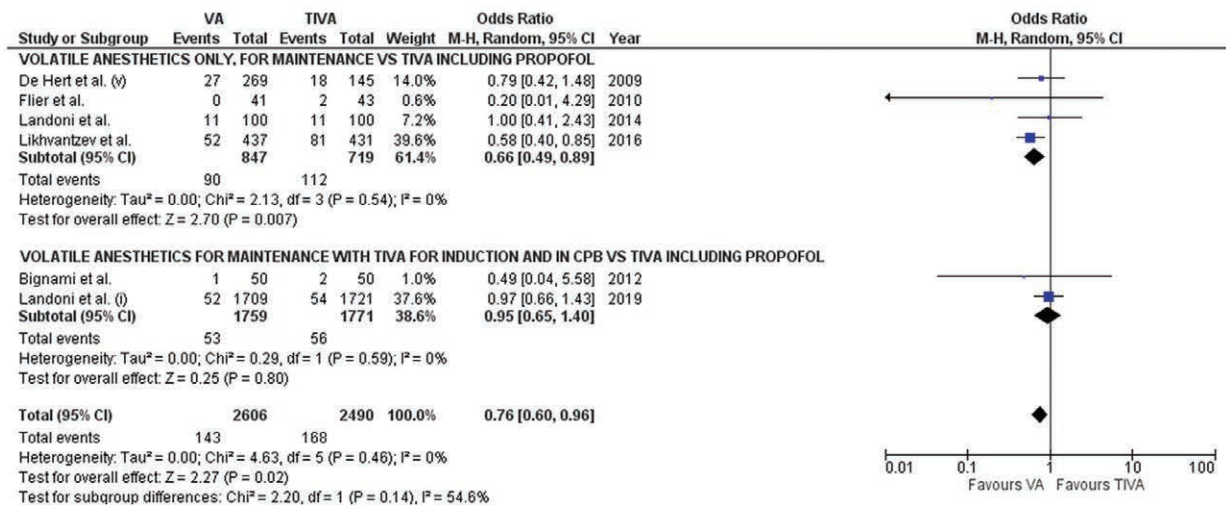 VA TIVA Odds Ratio Odds Ratio
Study or Subgroup Events Total Events Total Weight M-H, Random, 95% CI Year M-H, Random, 95% CI
VOLATILE ANESTHETICS ONLY, FOR MAINTENANCE VS TIVA INCLUDING PROPOFOL
De Hert et al. (v) 27 269 18 145 14.0% 0.79 [0.42, 1.48] 2009
Flier et al. 0 41 2 43 0.6% 0.20 [0.01, 4.29] 2010
Landoni et al. 11 100 11 100 7.2% 1.00 [0.41, 2.43] 2014
Likhvantzev et al. 52 437 81 431 39.6% 0.58 [0.40, 0.85] 2016
Subtotal (95% CI) 847 719 61.4% 0.66 [0.49, 0.89]
Total events 90 112
Heterogeneity: Tau² = 0.00; Chi² = 2.13, df = 3 (P = 0.54); I² = 0%
Test for overall effect: Z = 2.70 (P = 0.007)
VOLATILE ANESTHETICS FOR MAINTENANCE WITH TIVA FOR INDUCTION AND IN CPB VS TIVA INCLUDING PROPOFOL
Bignami et al. 1 50 2 50 1.0% 0.49 [0.04, 5.58] 2012
Landoni et al. (i) 52 1709 54 1721 37.6% 0.97 [0.66, 1.43] 2019
Subtotal (95% CI) 1759 1771 38.6% 0.95 [0.65, 1.40]
Total events 53 56
Heterogeneity: Tau² = 0.00; Chi² = 0.29, df = 1 (P = 0.59); I² = 0%
Test for overall effect: Z = 0.25 (P = 0.80)
Total (95% CI) 2606 2490 100.0% 0.76 [0.60, 0.96]
Total events 143 168
Heterogeneity: Tau² = 0.00; Chi² = 4.63, df = 5 (P = 0.46); I² = 0%
Test for overall effect: Z = 2.27 (P = 0.02)
Test for subgroup differences: Chi² = 2.20, df = 1 (P = 0.14), I² = 54.6%
0.01 0.1 1 10 100
Favours VA Favours TIVA